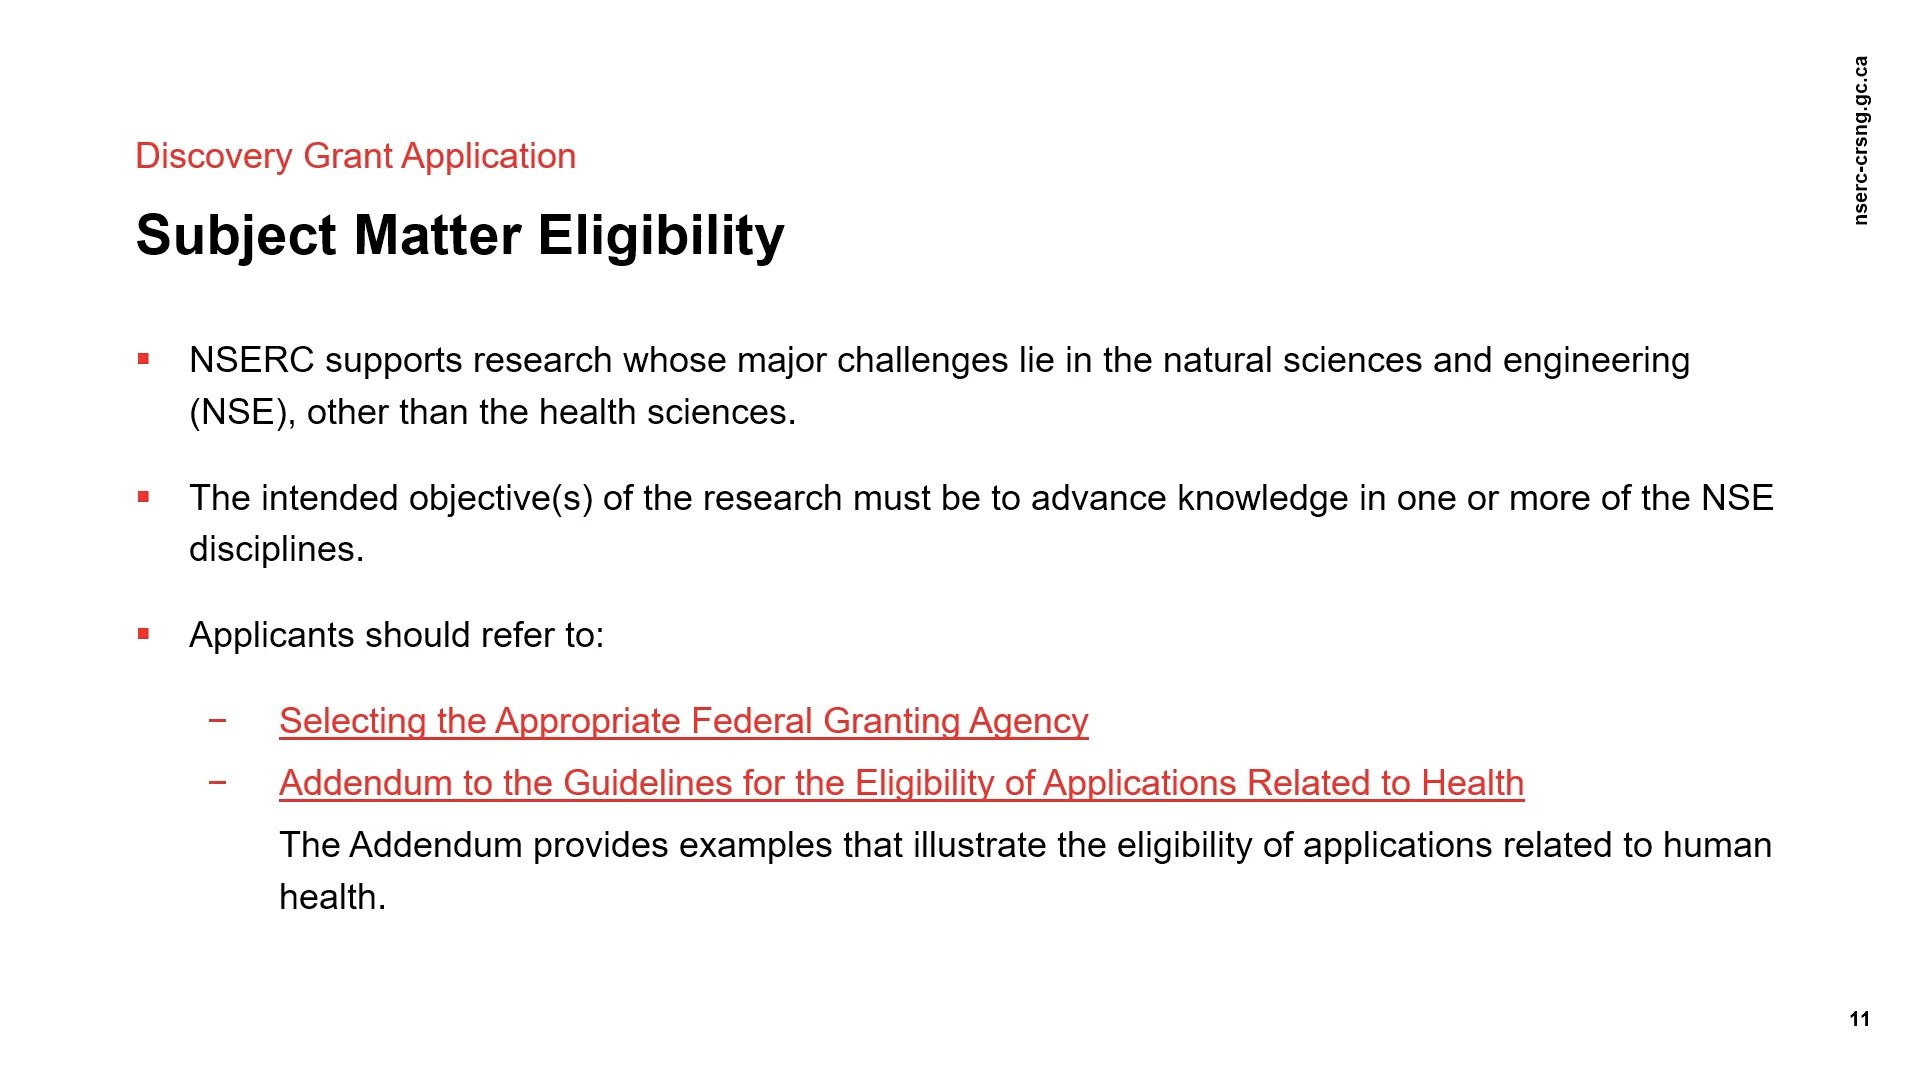 nserc-crsng.gc.ca
Discovery Grant Application
Subject Matter Eligibility
▪ NSERC supports research whose major challenges lie in the natural sciences and engineering
(NSE), other than the health sciences.
▪ The intended objective(s) of the research must be to advance knowledge in one or more of the NSE
disciplines.
▪ Applicants should refer to:
− Selecting the Appropriate Federal Granting Agency
− Addendum to the Guidelines for the Eligibility of Applications Related to Health
The Addendum provides examples that illustrate the eligibility of applications related to human
health.
11